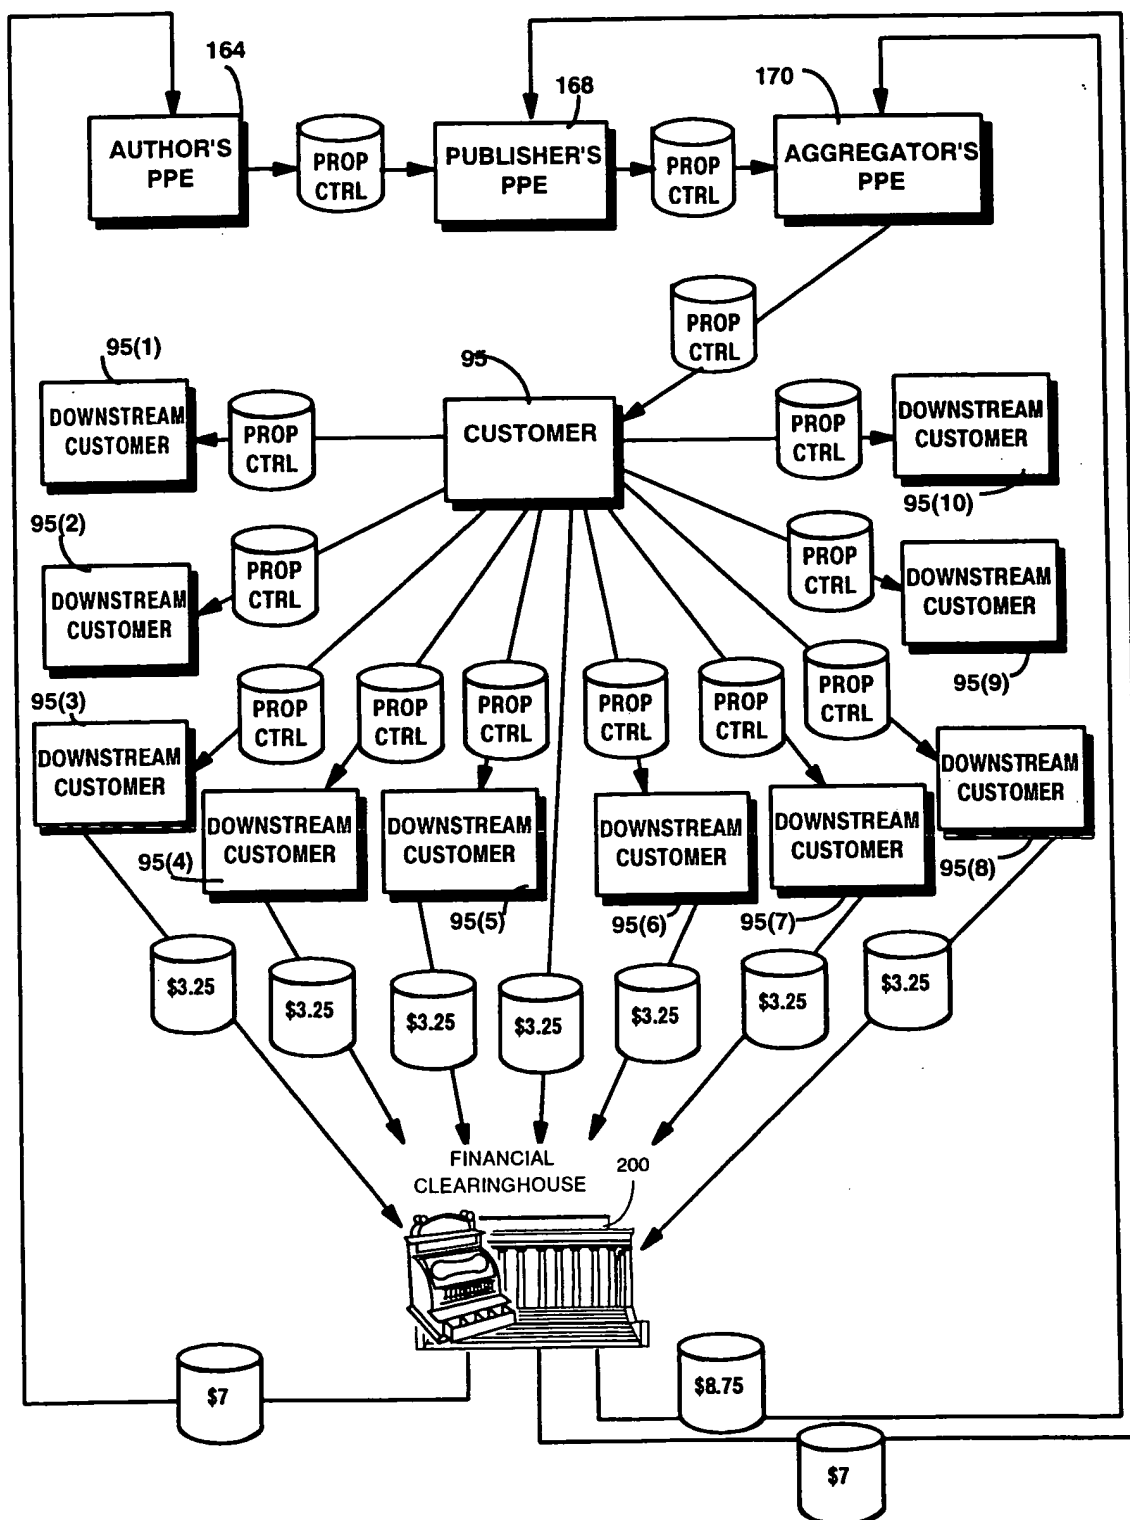 164
168
170
AUTHOR'S
PPE
PROP
CTRL
PUBLISHER'S
PPE
PROP
CTRL
AGGREGATOR'S
PPE
PROP
CTRL
95(1)
95
DOWNSTREAM
CUSTOMER
PROP
CTRL
CUSTOMER
PROP
CTRL
DOWNSTREAM
CUSTOMER
95(10)
95(2)
DOWNSTREAM
CUSTOMER
PROP
CTRL
PROP
CTRL
DOWNSTREAM
CUSTOMER
95(9)
95(3)
DOWNSTREAM
CUSTOMER
PROP
CTRL
PROP
CTRL
PROP
CTRL
PROP
CTRL
PROP
CTRL
PROP
CTRL
DOWNSTREAM
CUSTOMER
95(8)
DOWNSTREAM
CUSTOMER
95(4)
DOWNSTREAM
CUSTOMER
95(5)
DOWNSTREAM
CUSTOMER
95(6)
DOWNSTREAM
CUSTOMER
95(7)
$3.25
$3.25
$3.25
$3.25
$3.25
$3.25
$3.25
FINANCIAL
CLEARINGHOUSE
200
$7
$8.75
$7